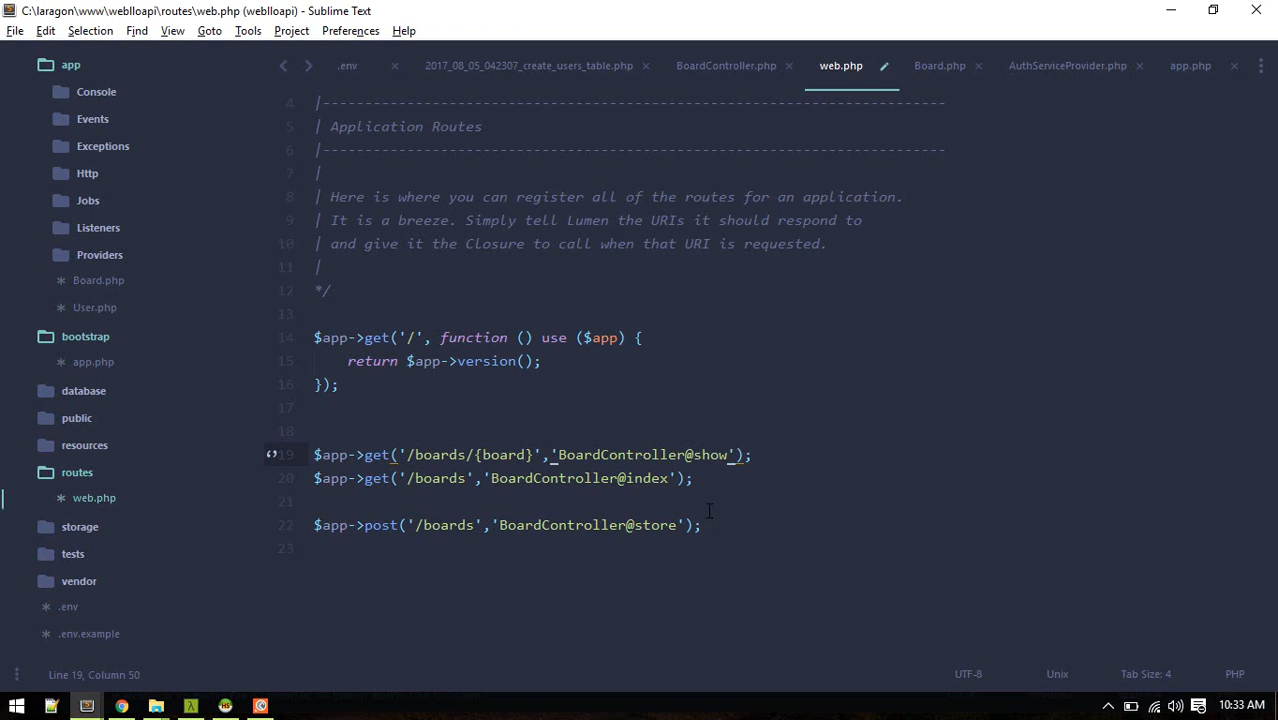 C:\laragon\www\weblloapi\routes\web.php (weblloapi) - Sublime Text
File Edit Selection Find View Goto Tools Project Preferences Help
.env 2017_08_05_042307_create_users_table.php BoardController.php web.php Board.php AuthServiceProvider.php app.php
app
Console
Events
Exceptions
Http
Jobs
Listeners
Providers
Board.php
User.php
bootstrap
app.php
database
public
resources
routes
web.php
storage
tests
vendor
.env
.env.example
4 |--------------------------------------------------------------------------
5 | Application Routes
6 |--------------------------------------------------------------------------
7 |
8 | Here is where you can register all of the routes for an application.
9 | It is a breeze. Simply tell Lumen the URIs it should respond to
10 | and give it the Closure to call when that URI is requested.
11 |
12 */
13
14 $app->get('/', function () use ($app) {
15 return $app->version();
16 });
17
18
19 $app->get('/boards/{board}','BoardController@show');
20 $app->get('/boards','BoardController@index');
21
22 $app->post('/boards','BoardController@store');
23
Line 19, Column 50 UTF-8 Unix Tab Size: 4 PHP
10:33 AM